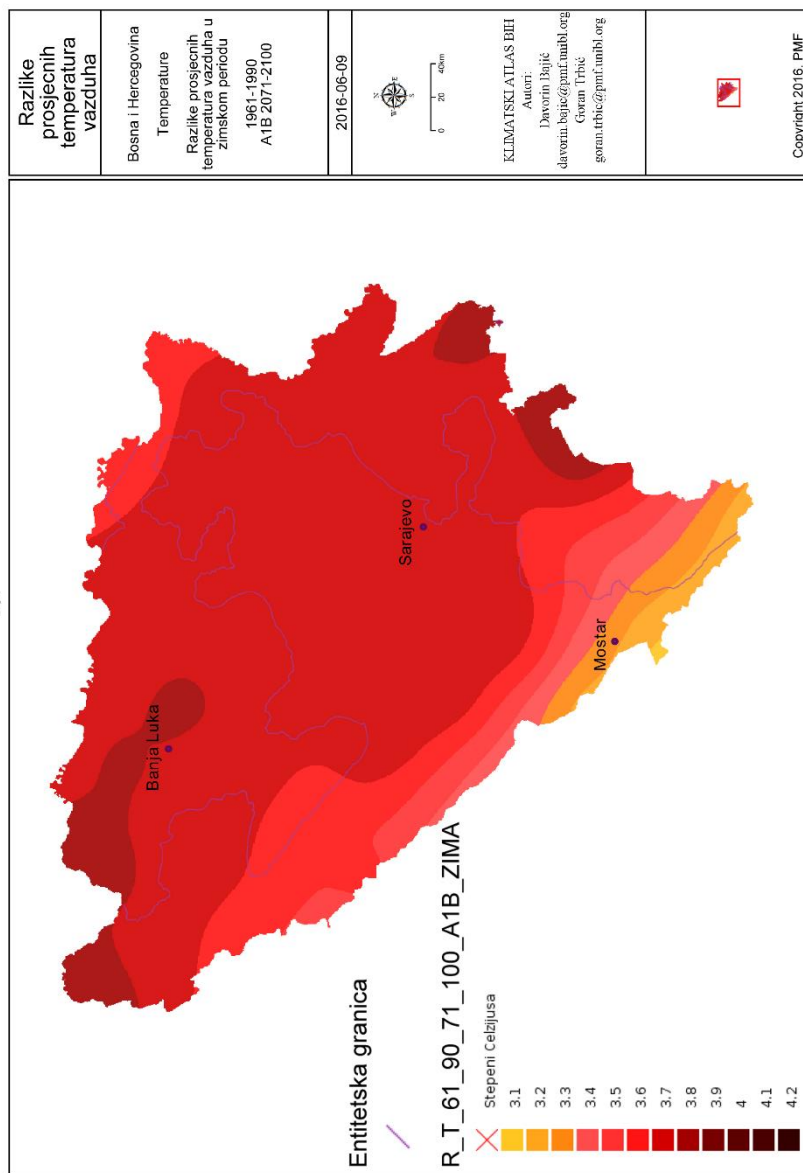 Razlike
prosjecnih
temperatura
vazduha
Bosna i Hercegovina
Temperature
Razlike prosjecnih
temperatura vazduha u
zimskom periodu
1961-1990
A1B 2071-2100
2016-06-09
N
W
E
S
0 20 40km
KLIMATSKI ATLAS BIH
Autori:
Davorin Bajić
davorin.bajic@pmf.unibl.org
Goran Trbić
goran.trbic@pmf.unibl.org
Copyright 2016. PMF
Banja Luka
Sarajevo
Mostar
Entitetska granica
R_T_61_90_71_100_A1B_ZIMA
Stepeni Celzijusa
3.1
3.2
3.3
3.4
3.5
3.6
3.7
3.8
3.9
4
4.1
4.2